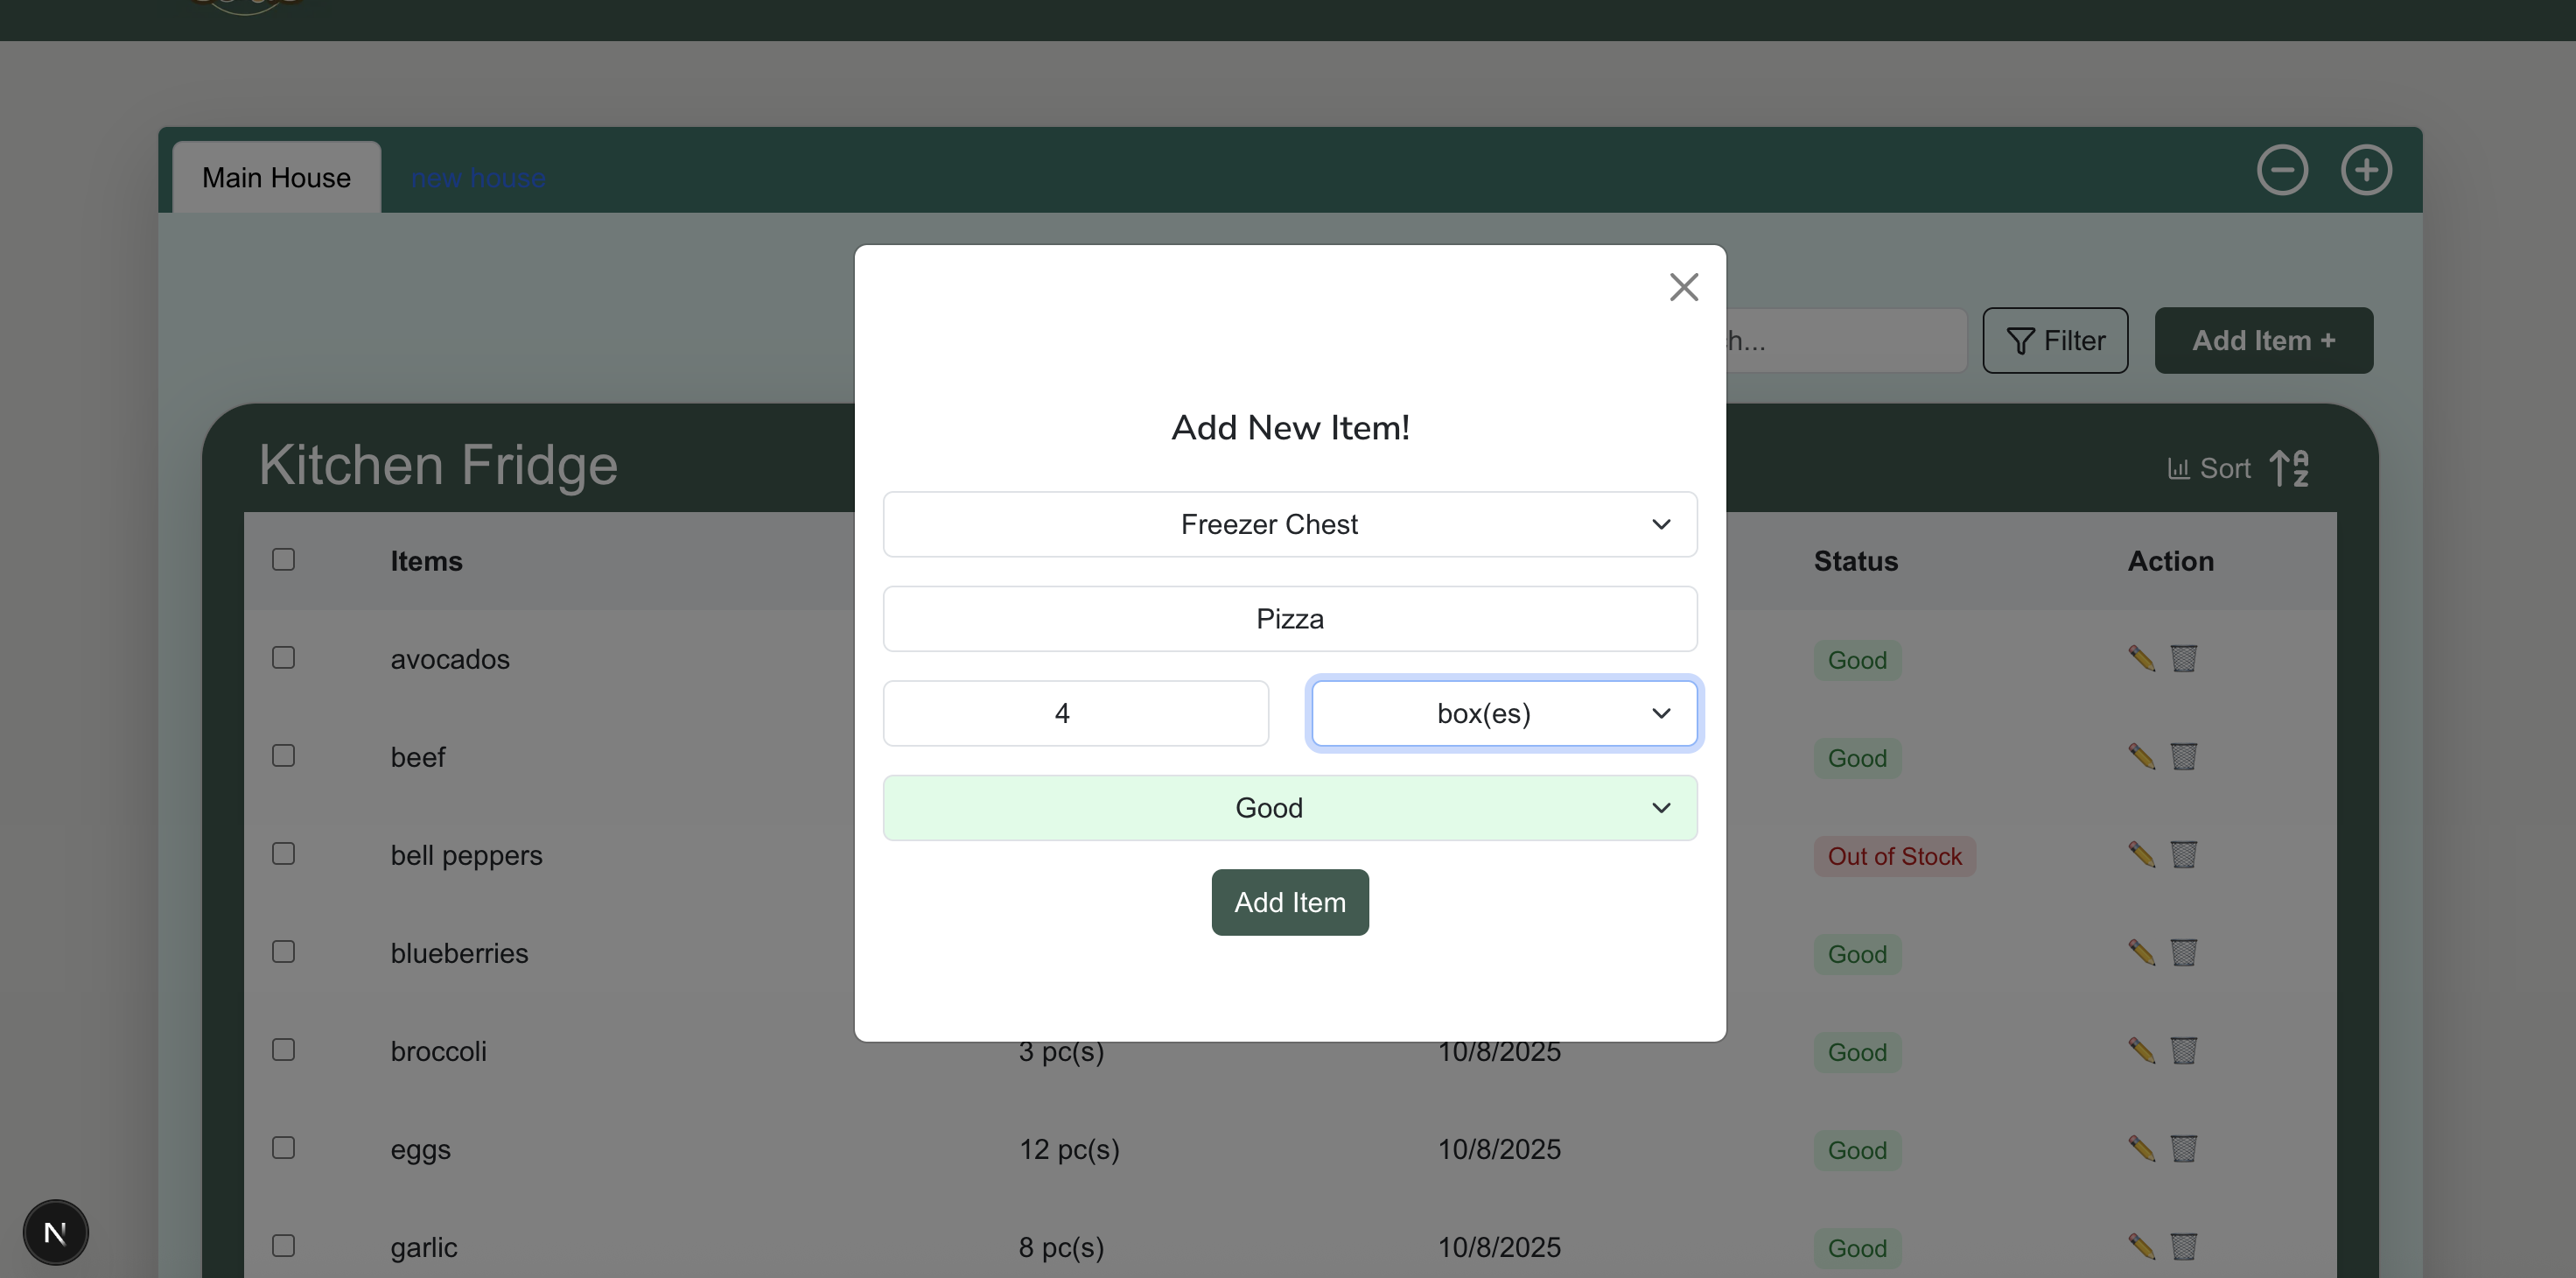 Main House
new house
h...
Filter
Add Item +
Add New Item!
Kitchen Fridge
Sort
Freezer Chest
Items
Status
Action
Pizza
avocados
Good
4
box(es)
beef
Good
Good
bell peppers
Out of Stock
Add Item
blueberries
Good
broccoli
3 pc(s)
10/8/2025
Good
eggs
12 pc(s)
10/8/2025
Good
N
garlic
8 pc(s)
10/8/2025
Good